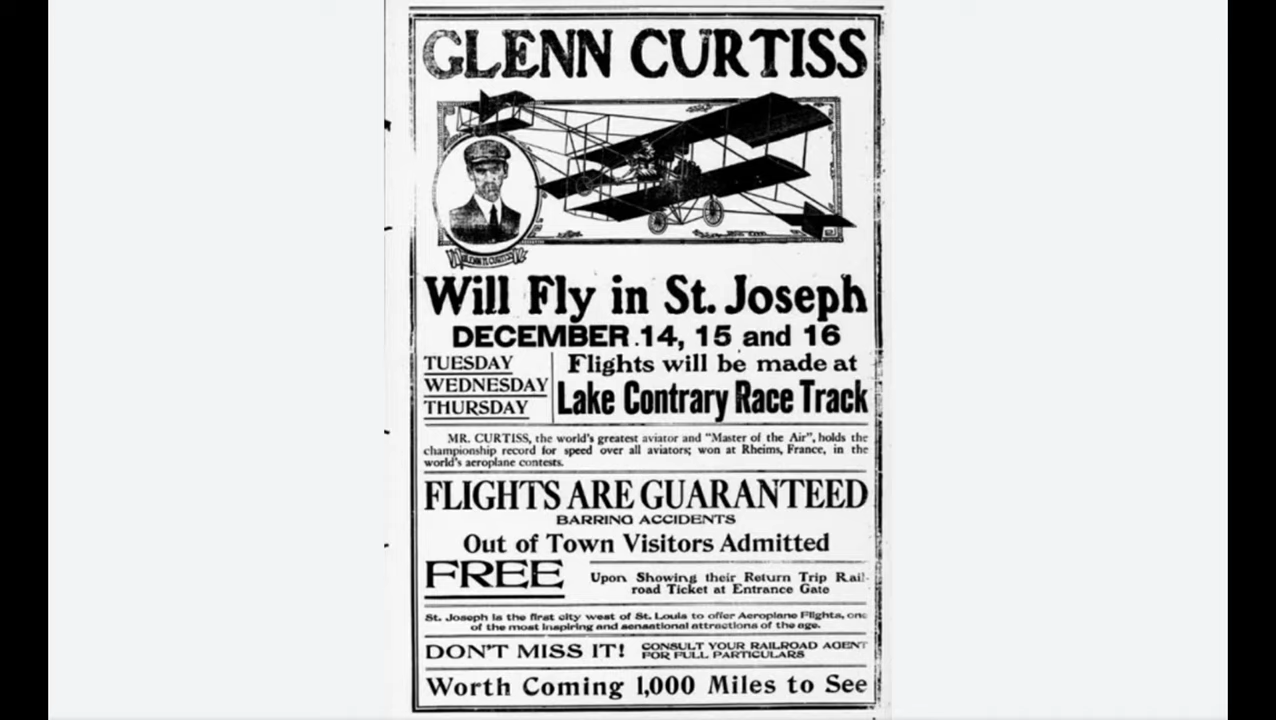 GLENN CURTISS
GLENN H. CURTISS
Will Fly in St. Joseph
DECEMBER 14, 15 and 16
TUESDAY
WEDNESDAY
THURSDAY
Flights will be made at
Lake Contrary Race Track
MR. CURTISS, the world's greatest aviator and "Master of the Air", holds the
championship record for speed over all aviators; won at Rheims, France, in the
world's aeroplane contests.
FLIGHTS ARE GUARANTEED
BARRING ACCIDENTS
Out of Town Visitors Admitted
FREE
Upon Showing their Return Trip Rail-
road Ticket at Entrance Gate
St. Joseph is the first city west of St. Louis to offer Aeroplane Flights, one
of the most inspiring and sensational attractions of the age.
DON'T MISS IT!
CONSULT YOUR RAILROAD AGENT
FOR FULL PARTICULARS
Worth Coming 1,000 Miles to See